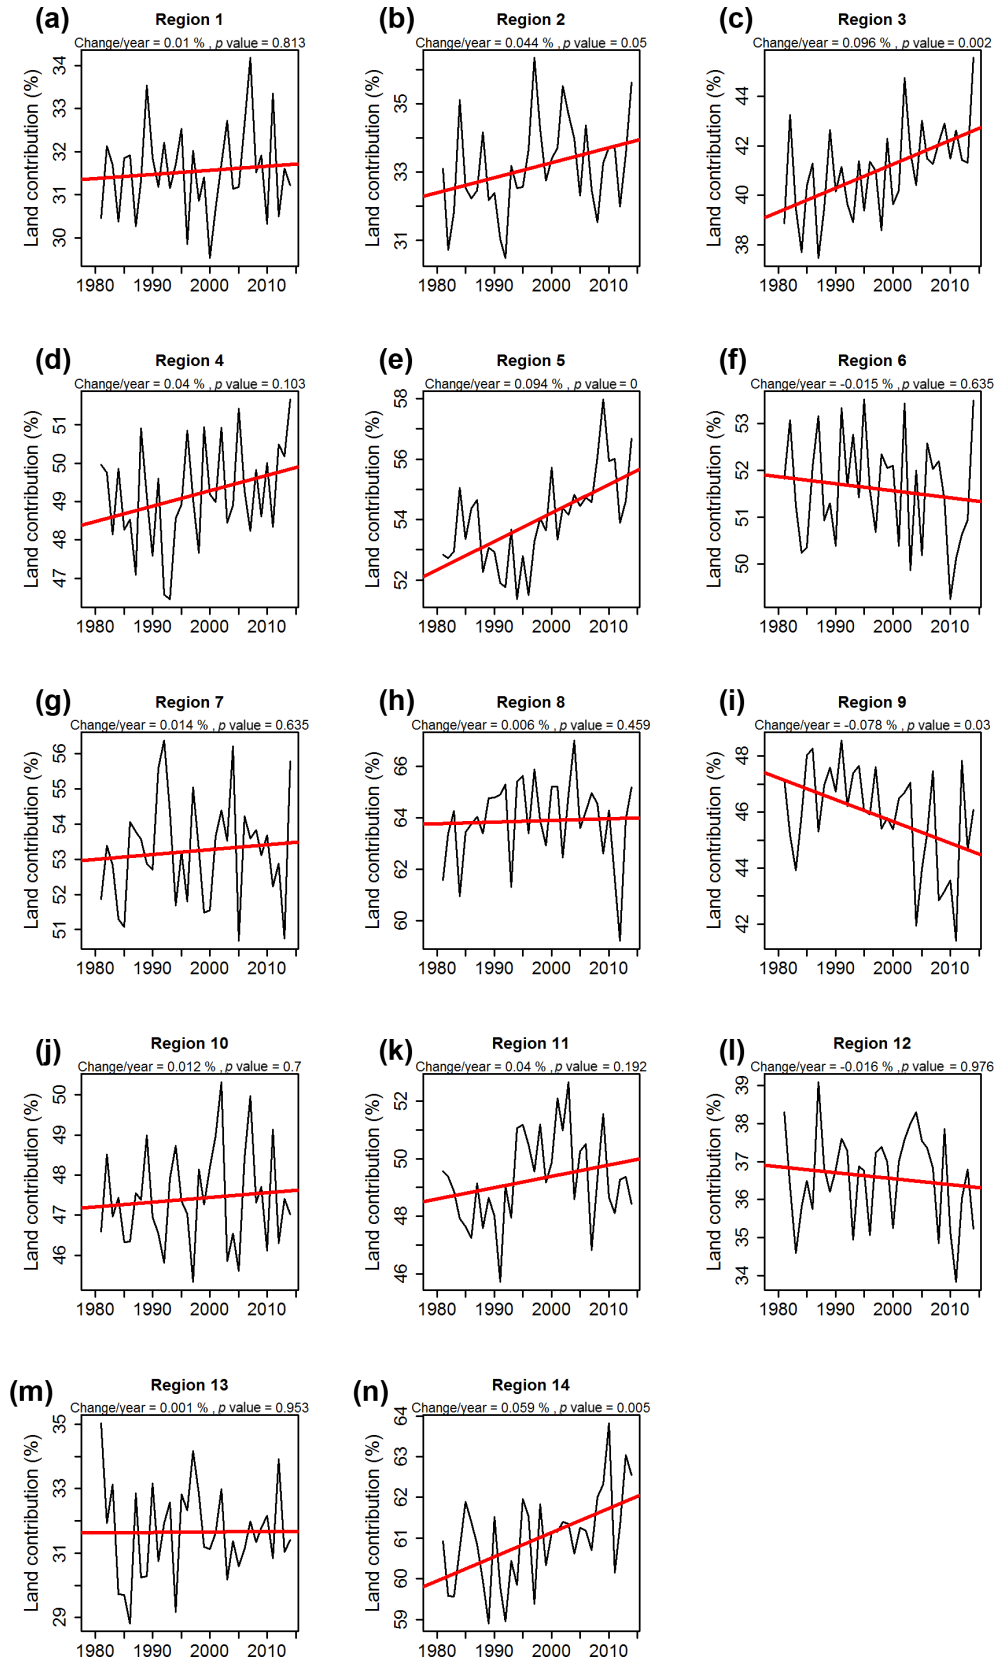 (a) Region 1
Change/year = 0.01 % , p value = 0.813
Land contribution (%)
34
33
32
31
30
1980 1990 2000 2010
(b) Region 2
Change/year = 0.044 % , p value = 0.05
Land contribution (%)
35
33
31
1980 1990 2000 2010
(c) Region 3
Change/year = 0.096 % , p value = 0.002
Land contribution (%)
44
42
40
38
1980 1990 2000 2010
(d) Region 4
Change/year = 0.04 % , p value = 0.103
Land contribution (%)
51
50
49
48
47
1980 1990 2000 2010
(e) Region 5
Change/year = 0.094 % , p value = 0
Land contribution (%)
58
56
54
52
1980 1990 2000 2010
(f) Region 6
Change/year = -0.015 % , p value = 0.635
Land contribution (%)
53
52
51
50
1980 1990 2000 2010
(g) Region 7
Change/year = 0.014 % , p value = 0.635
Land contribution (%)
56
55
54
53
52
51
1980 1990 2000 2010
(h) Region 8
Change/year = 0.006 % , p value = 0.459
Land contribution (%)
66
64
62
60
1980 1990 2000 2010
(i) Region 9
Change/year = -0.078 % , p value = 0.03
Land contribution (%)
48
46
44
42
1980 1990 2000 2010
(j) Region 10
Change/year = 0.012 % , p value = 0.7
Land contribution (%)
50
49
48
47
46
1980 1990 2000 2010
(k) Region 11
Change/year = 0.04 % , p value = 0.192
Land contribution (%)
52
50
48
46
1980 1990 2000 2010
(l) Region 12
Change/year = -0.016 % , p value = 0.976
Land contribution (%)
39
38
37
36
35
34
1980 1990 2000 2010
(m) Region 13
Change/year = 0.001 % , p value = 0.953
Land contribution (%)
35
33
31
29
1980 1990 2000 2010
(n) Region 14
Change/year = 0.059 % , p value = 0.005
Land contribution (%)
64
63
62
61
60
59
1980 1990 2000 2010